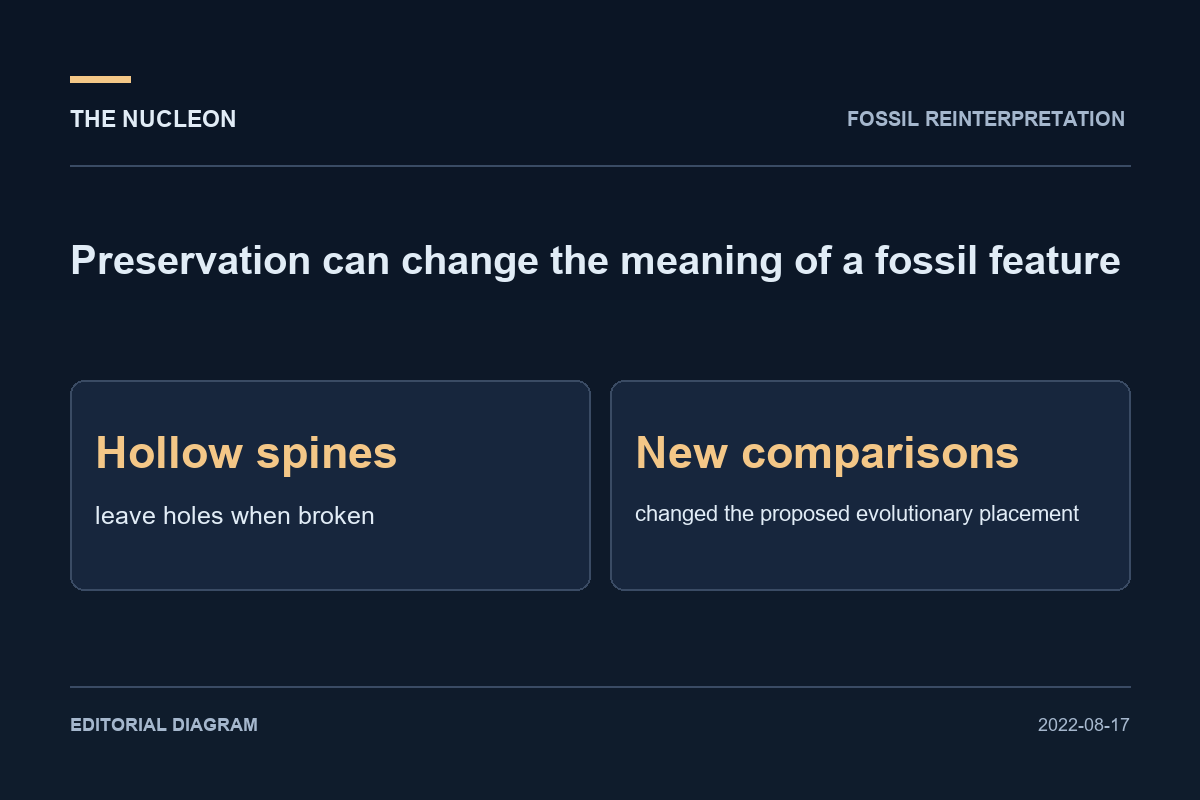 THE NUCLEON
FOSSIL REINTERPRETATION
Preservation can change the meaning of a fossil feature
Hollow spines
leave holes when broken
New comparisons
changed the proposed evolutionary placement
EDITORIAL DIAGRAM
2022-08-17